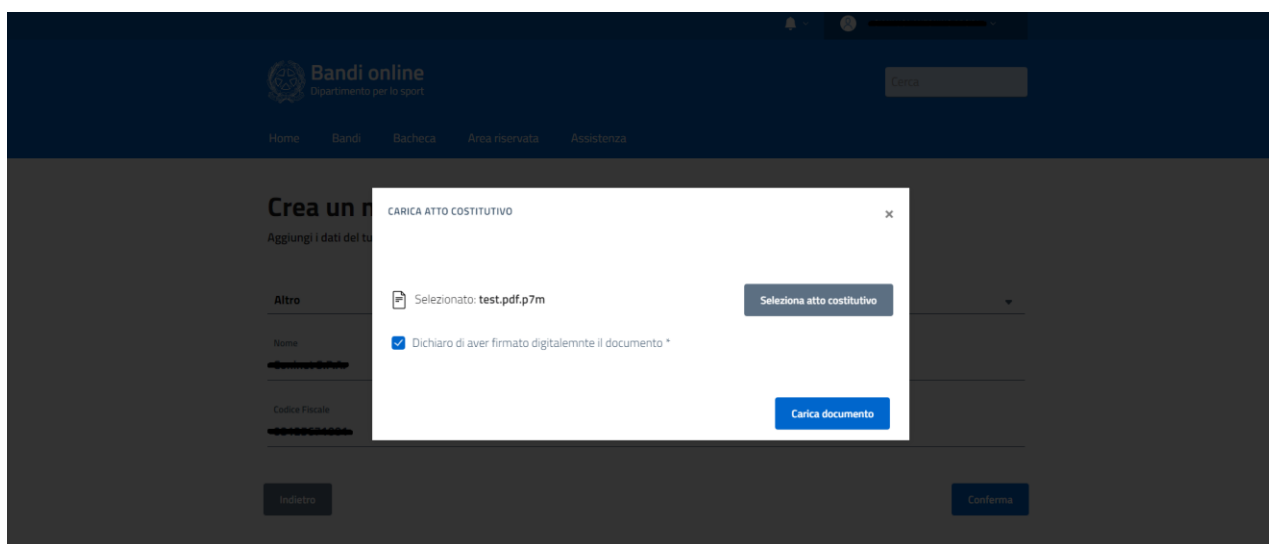 Bandi online
Dipartimento per lo sport
Cerca
Home Bandi Bacheca Area riservata Assistenza
Crea un n
Aggiungi i dati del tu
CARICA ATTO COSTITUTIVO ×
Altro
Selezionato: test.pdf.p7m
Seleziona atto costitutivo
Nome
Dichiaro di aver firmato digitalemnte il documento *
Codice Fiscale
Carica documento
Indietro
Conferma